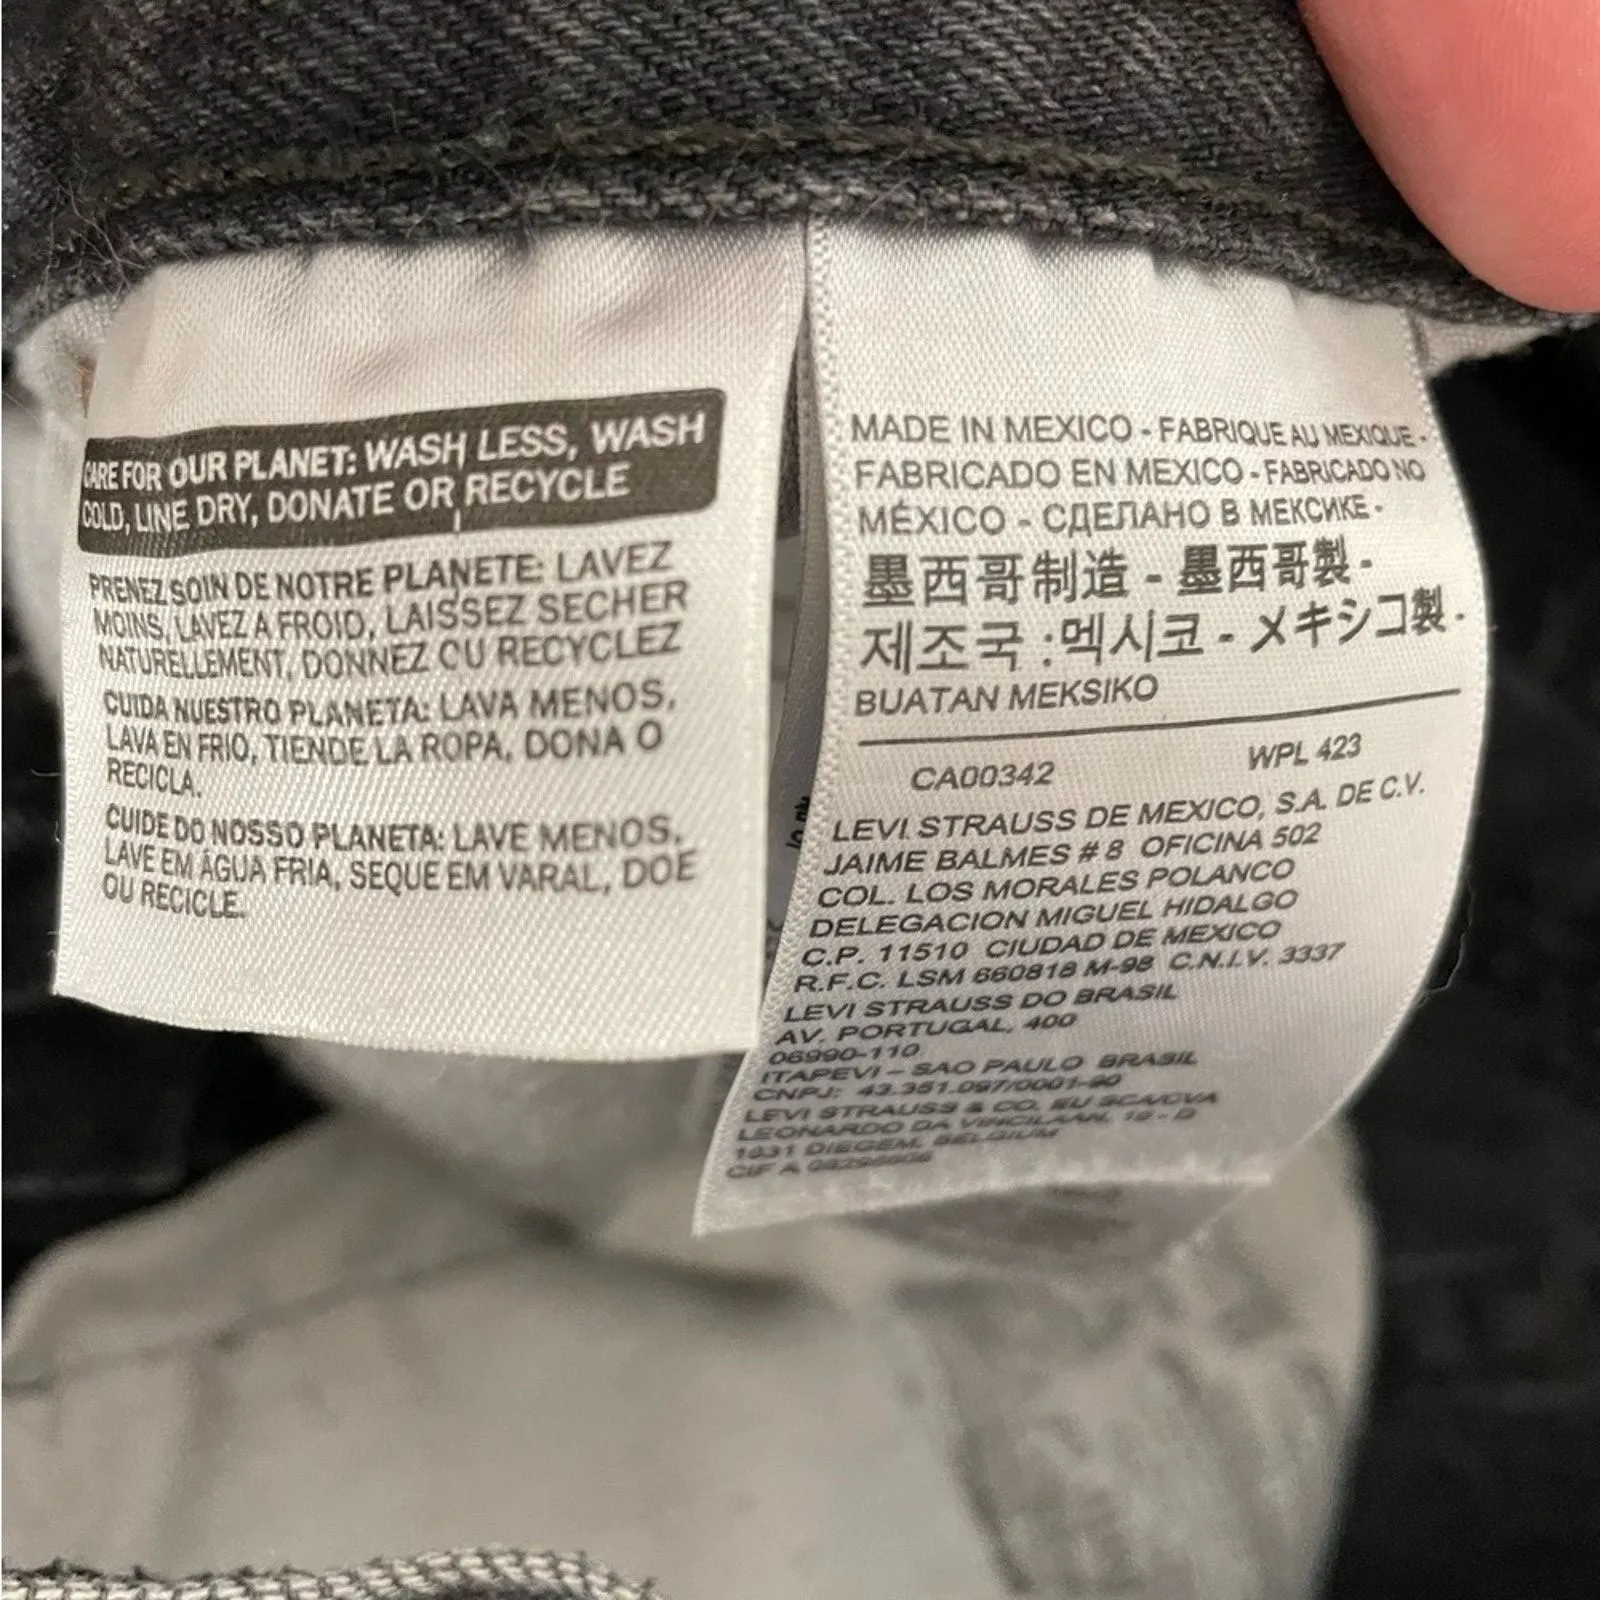 CARE FOR OUR PLANET: WASH LESS, WASH
COLD, LINE DRY, DONATE OR RECYCLE
PRENEZ SOIN DE NOTRE PLANETE: LAVEZ
MOINS, LAVEZ A FROID, LAISSEZ SECHER
NATURELLEMENT, DONNEZ OU RECYCLEZ
CUIDA NUESTRO PLANETA: LAVA MENOS,
LAVA EN FRIO, TIENDE LA ROPA, DONA O
RECICLA.
CUIDE DO NOSSO PLANETA: LAVE MENOS,
LAVE EM ÁGUA FRIA, SEQUE EM VARAL, DOE
OU RECICLE.
MADE IN MEXICO - FABRIQUE AU MEXIQUE -
FABRICADO EN MEXICO - FABRICADO NO
MÉXICO - СДЕЛАНО В МЕКСИКЕ -
墨西哥制造 - 墨西哥製 -
제조국 :멕시코 - メキシコ製 -
BUATAN MEKSIKO
CA00342 WPL 423
LEVI STRAUSS DE MEXICO, S.A. DE C.V.
JAIME BALMES # 8 OFICINA 502
COL. LOS MORALES POLANCO
DELEGACION MIGUEL HIDALGO
C.P. 11510 CIUDAD DE MEXICO
R.F.C. LSM 660818 M-98 C.N.I.V. 3337
LEVI STRAUSS DO BRASIL
AV. PORTUGAL, 400
06990-110
ITAPEVI – SAO PAULO BRASIL
CNPJ: 43.351.097/0001-90
LEVI STRAUSS & CO. EU BCA/CVA
LEONARDO DA VINCILAAN, 19 - D
1831 DIEGEM, BELGIUM
CIF A